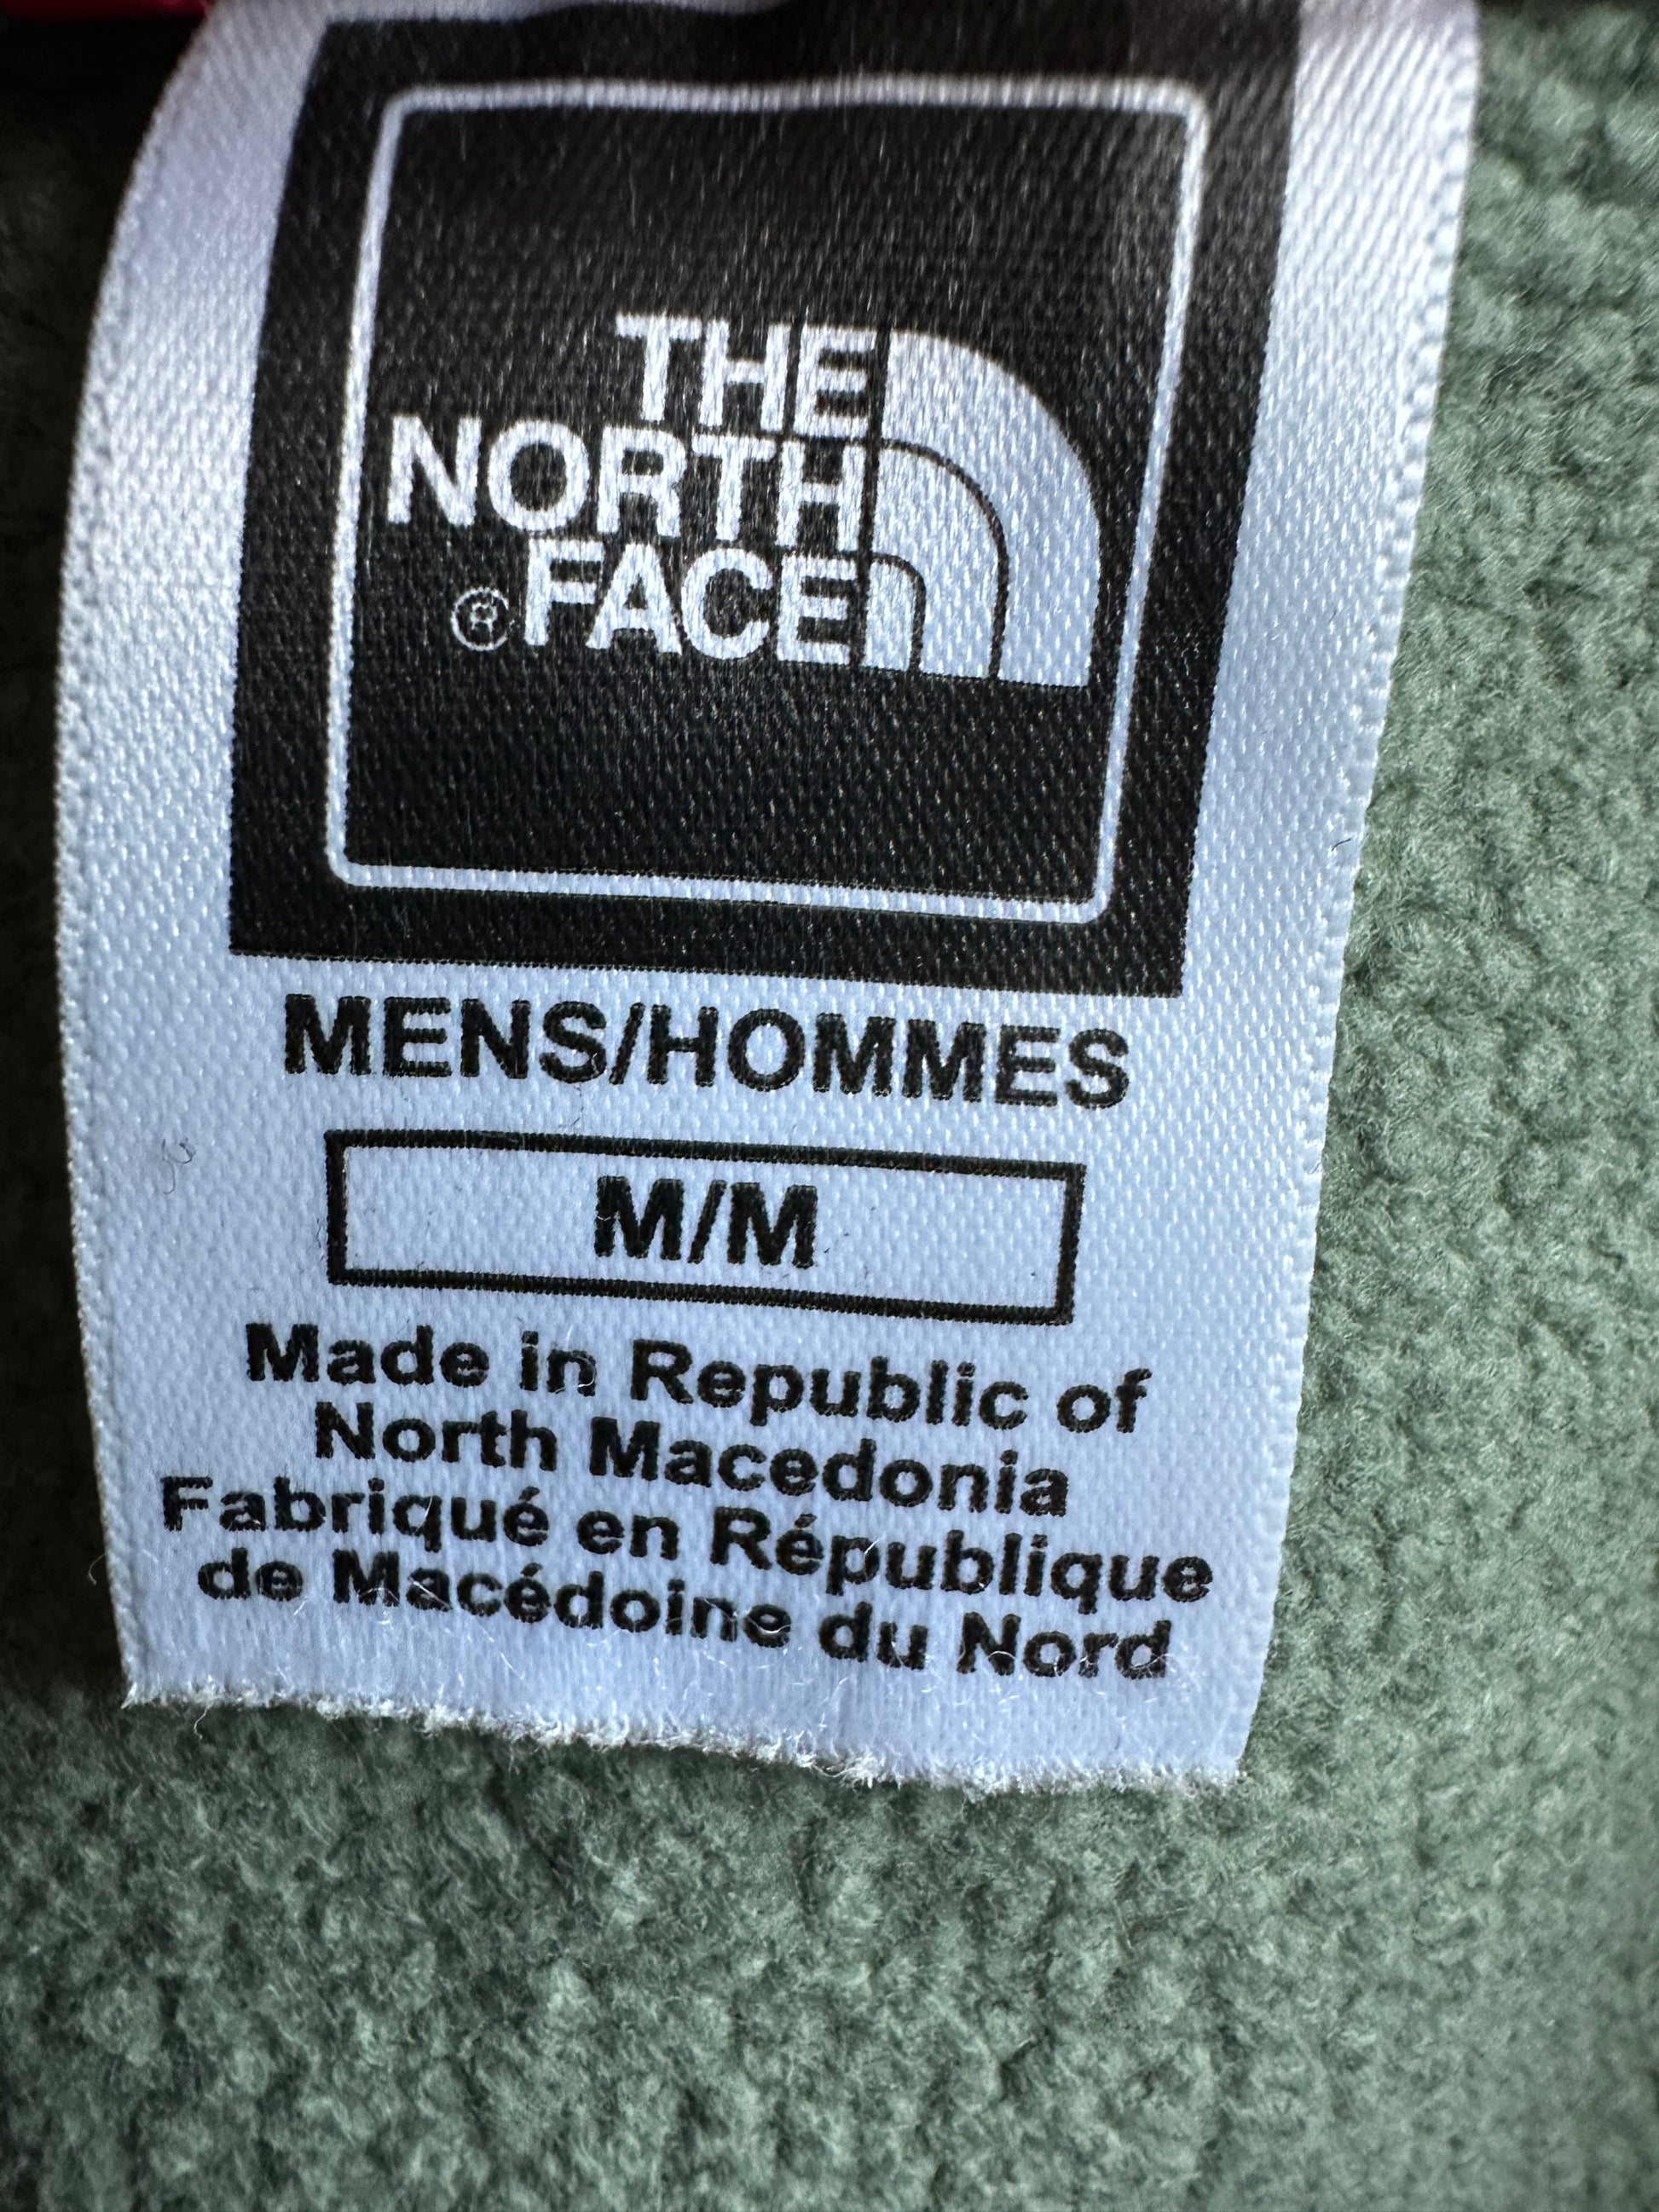 THE
NORTH
®FACE
MENS/HOMMES
M/M
Made in Republic of
North Macedonia
Fabriqué en République
de Macédoine du Nord